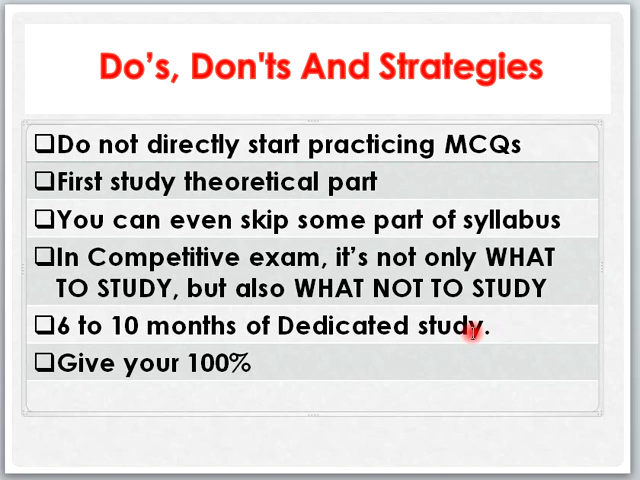 Do’s, Don'ts And Strategies
❑Do not directly start practicing MCQs
❑First study theoretical part
❑You can even skip some part of syllabus
❑In Competitive exam, it’s not only WHAT
TO STUDY, but also WHAT NOT TO STUDY
❑6 to 10 months of Dedicated study.
❑Give your 100%